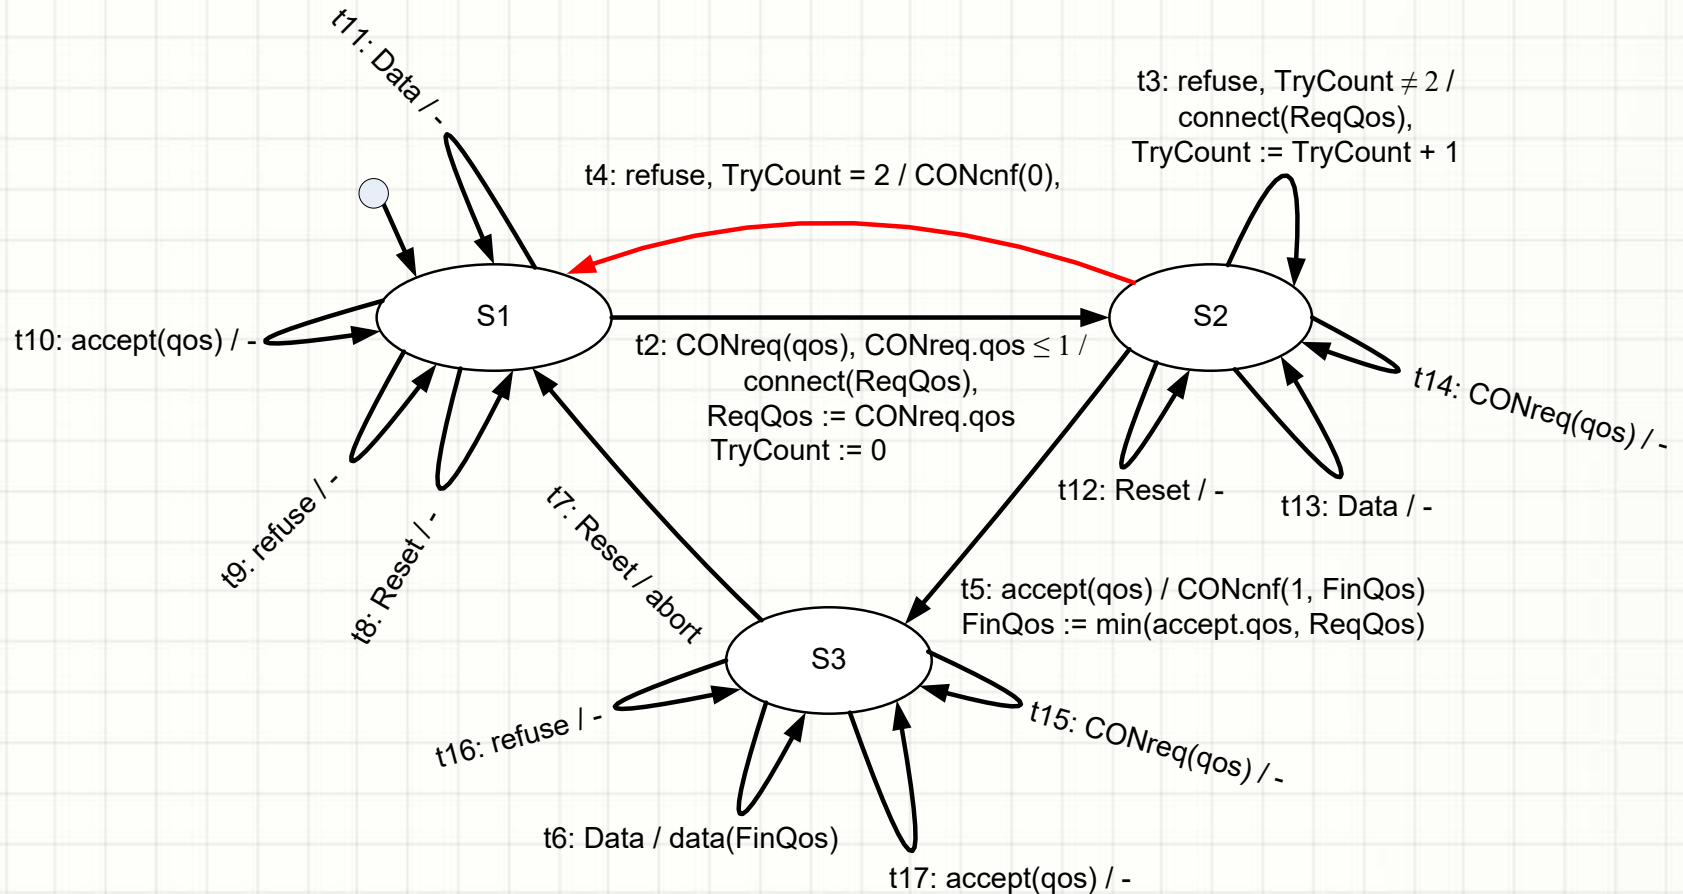 t11: Data / -
t3: refuse, TryCount ≠ 2 /
connect(ReqQos),
TryCount := TryCount + 1
t4: refuse, TryCount = 2 / CONcnf(0),
S1
S2
t10: accept(qos) / -
t2: CONreq(qos), CONreq.qos ≤ 1 /
connect(ReqQos),
ReqQos := CONreq.qos
TryCount := 0
t14: CONreq(qos) / -
t9: refuse / -
t8: Reset / -
t7: Reset / abort
t12: Reset / -
t13: Data / -
t5: accept(qos) / CONcnf(1, FinQos)
FinQos := min(accept.qos, ReqQos)
S3
t16: refuse / -
t15: CONreq(qos) / -
t6: Data / data(FinQos)
t17: accept(qos) / -